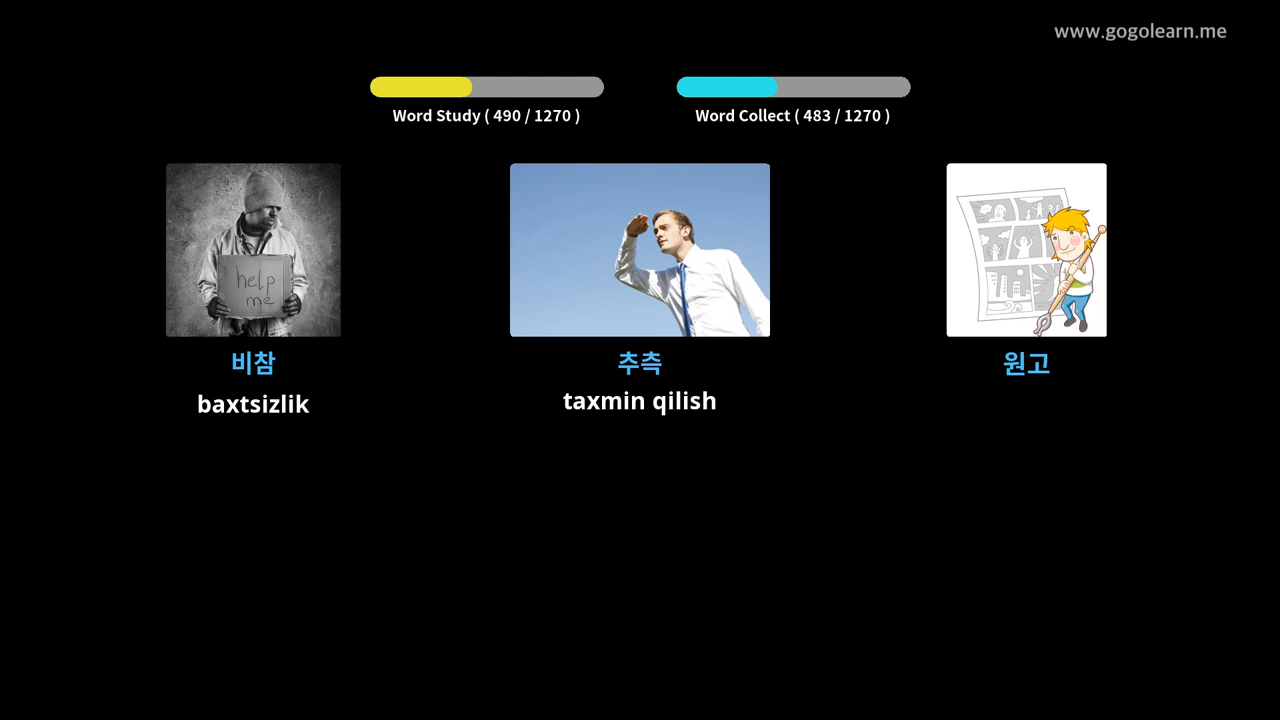 www.gogolearn.me
Word Study ( 490 / 1270 )
Word Collect ( 483 / 1270 )
help
me
비참
추측
원고
baxtsizlik
taxmin qilish